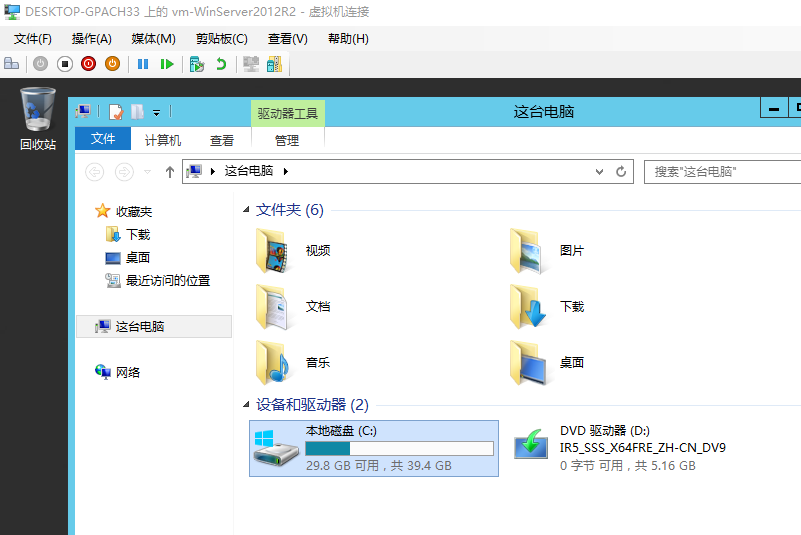 DESKTOP-GPACH33 上的 vm-WinServer2012R2 - 虚拟机连接
文件(F) 操作(A) 媒体(M) 剪贴板(C) 查看(V) 帮助(H)
回收站
驱动器工具 这台电脑
文件 计算机 查看 管理
这台电脑 搜索"这台电脑"
收藏夹
下载
桌面
最近访问的位置
这台电脑
网络
文件夹 (6)
视频 图片
文档 下载
音乐 桌面
设备和驱动器 (2)
本地磁盘 (C:)
29.8 GB 可用，共 39.4 GB
DVD 驱动器 (D:)
IR5_SSS_X64FRE_ZH-CN_DV9
0 字节 可用，共 5.16 GB